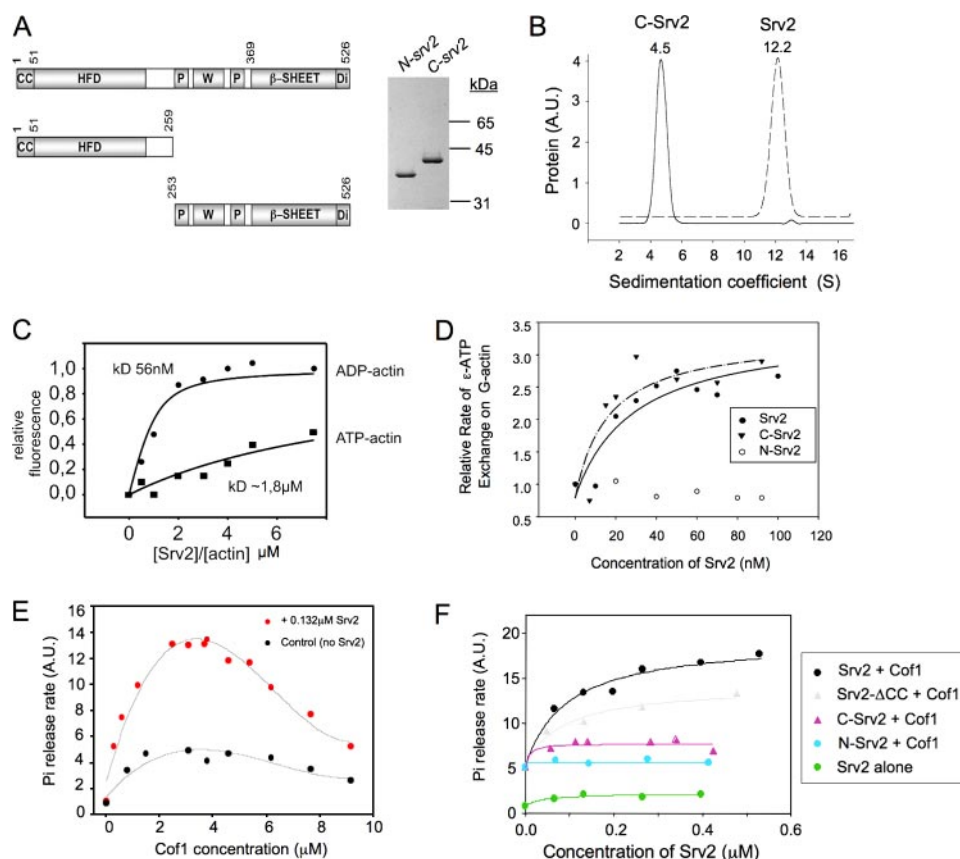 A
1
51
369
526
CC
HFD
P
W
P
β–SHEET
Di
1
51
259
CC
HFD
253
526
P
W
P
β–SHEET
Di
N-srv2
C-srv2
kDa
65
45
31
B
C-Srv2
Srv2
4.5
12.2
Protein (A.U.)
4
3
2
1
0
2 4 6 8 10 12 14 16
Sedimentation coefficient (S)
C
relative
fluorescence
1,0
0,8
0,6
0,4
0,2
0,0
kD 56nM
ADP-actin
ATP-actin
kD ~1,8µM
0 2 4 6
[Srv2]/[actin] µM
D
Relative Rate of ε-ATP
Exchange on G-actin
3.5
3.0
2.5
2.0
1.5
1.0
0.5
Srv2
C-Srv2
N-Srv2
0 20 40 60 80 100 120
Concentration of Srv2 (nM)
E
Pi release rate (A.U.)
16
14
12
10
8
6
4
2
0
+ 0.132µM Srv2
Control (no Srv2)
0 2 4 6 8 10
Cof1 concentration (µM)
F
Pi release rate (A.U.)
20
15
10
5
0
0.0 0.2 0.4 0.6
Concentration of Srv2 (µM)
Srv2 + Cof1
Srv2-ΔCC + Cof1
C-Srv2 + Cof1
N-Srv2 + Cof1
Srv2 alone